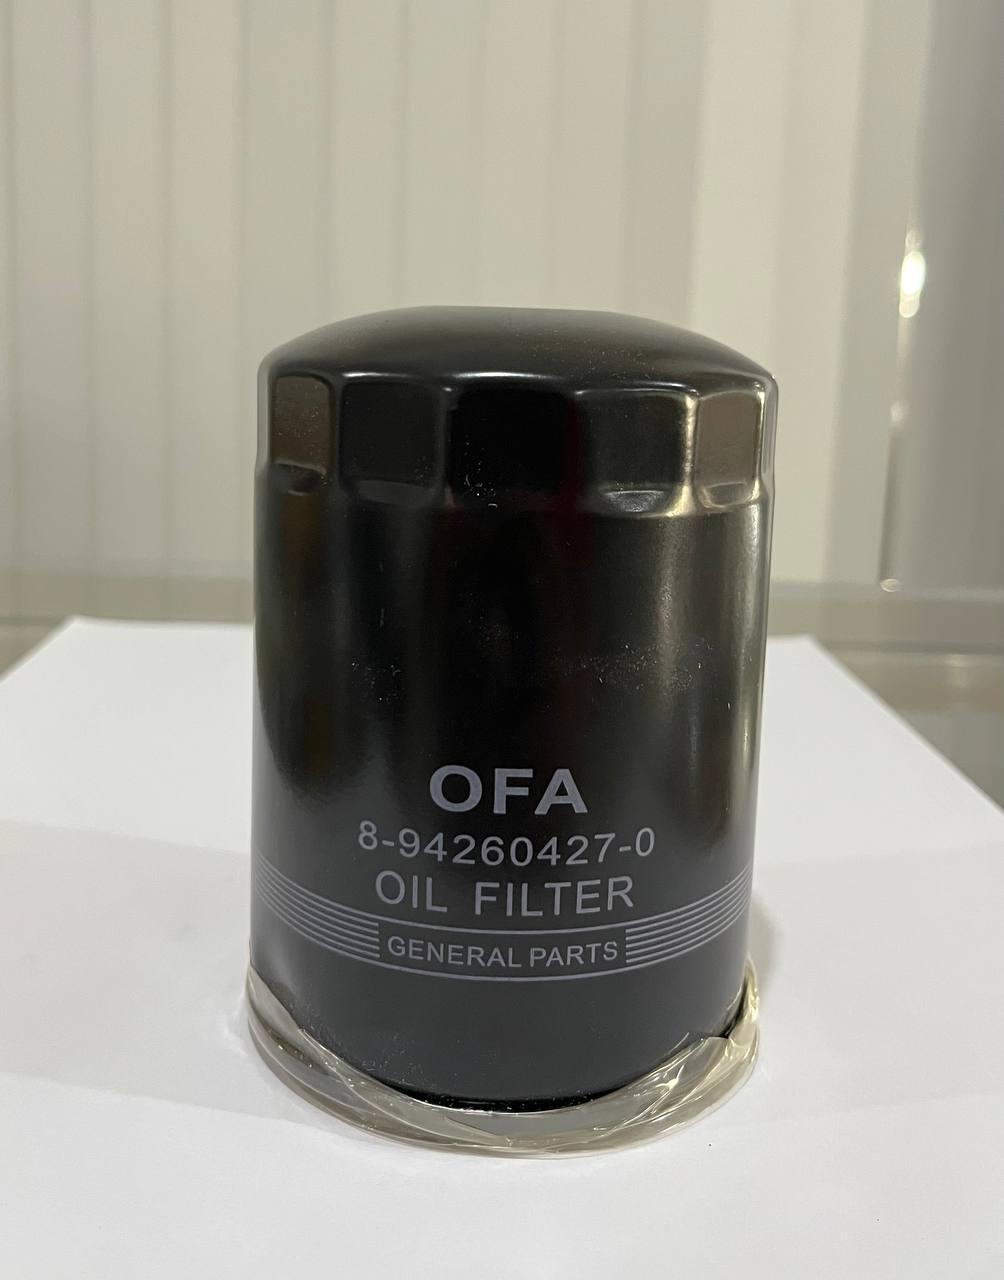 OFA
8-94260427-0
OIL FILTER
GENERAL PARTS